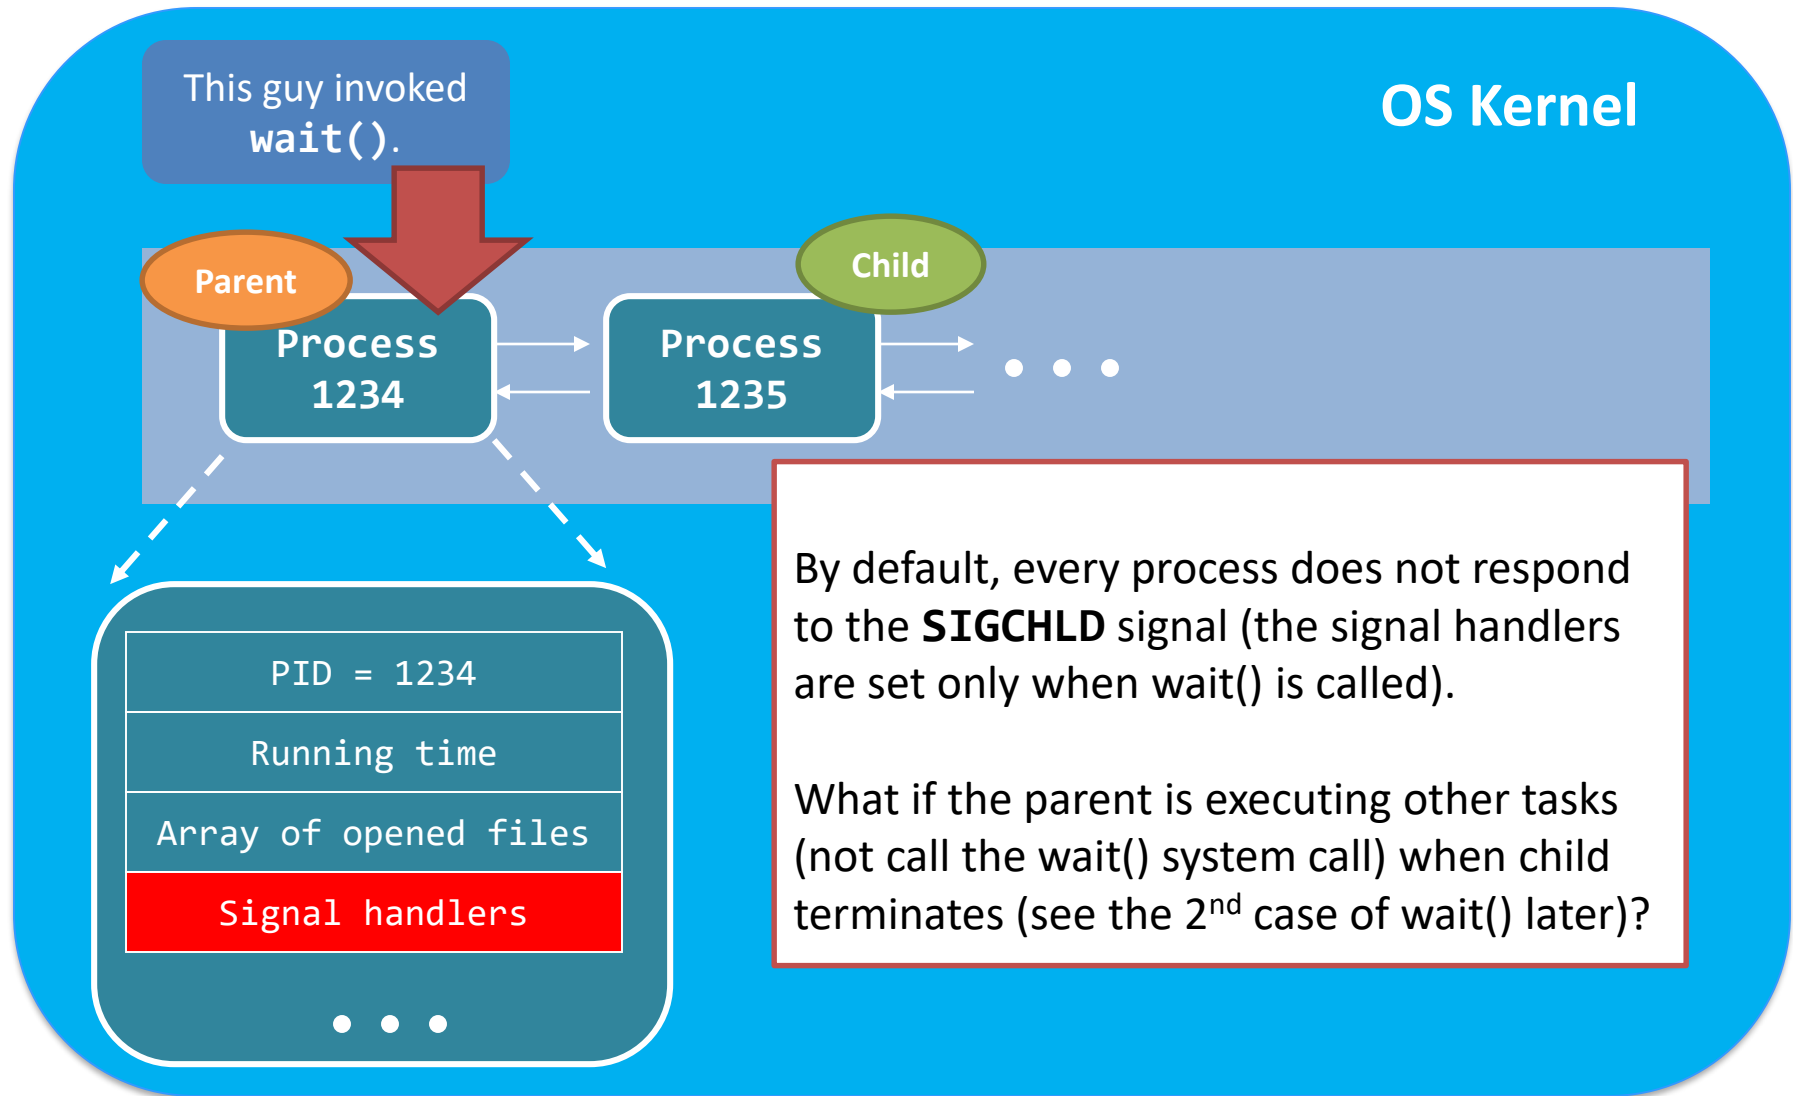 This guy invoked
wait().
OS Kernel
Parent
Child
Process
1234
Process
1235
PID = 1234
Running time
Array of opened files
Signal handlers
By default, every process does not respond
to the SIGCHLD signal (the signal handlers
are set only when wait() is called).
What if the parent is executing other tasks
(not call the wait() system call) when child
terminates (see the 2nd case of wait() later)?